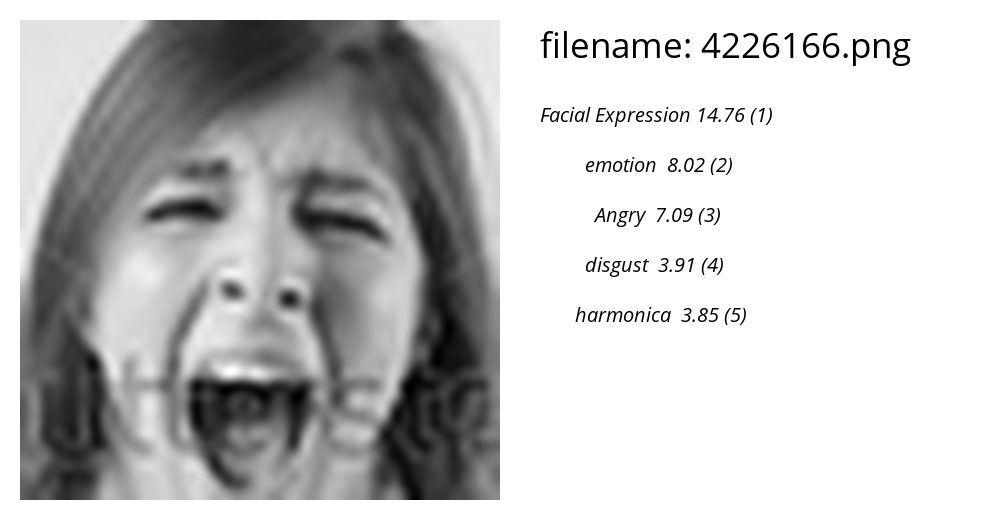 filename: 4226166.png
Facial Expression 14.76 (1)
emotion 8.02 (2)
Angry 7.09 (3)
disgust 3.91 (4)
harmonica 3.85 (5)